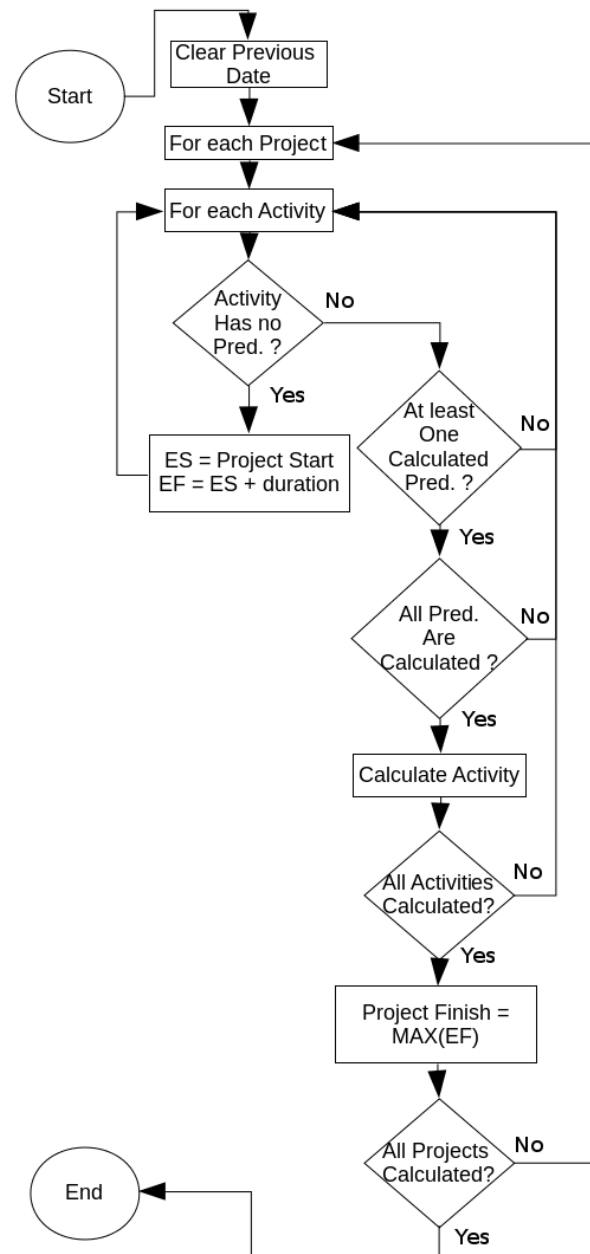 Start
Clear Previous
Date
For each Project
For each Activity
Activity
Has no
Pred. ?
No
Yes
ES = Project Start
EF = ES + duration
At least
One
Calculated
Pred. ?
No
Yes
All Pred.
Are
Calculated ?
No
Yes
Calculate Activity
All Activities
Calculated?
No
Yes
Project Finish =
MAX(EF)
All Projects
Calculated?
No
Yes
End